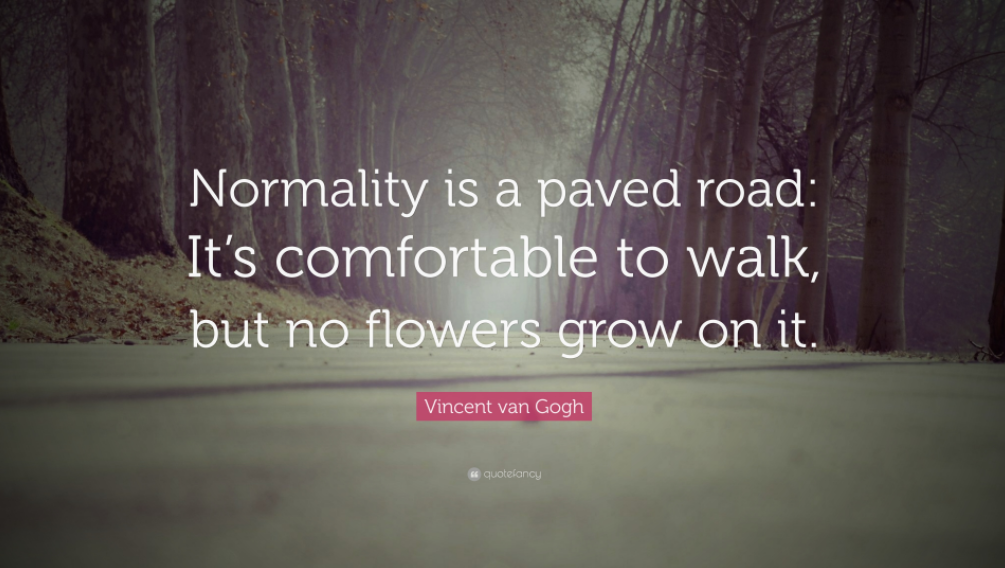 Normality is a paved road:
It’s comfortable to walk,
but no flowers grow on it.
Vincent van Gogh
quotefancy